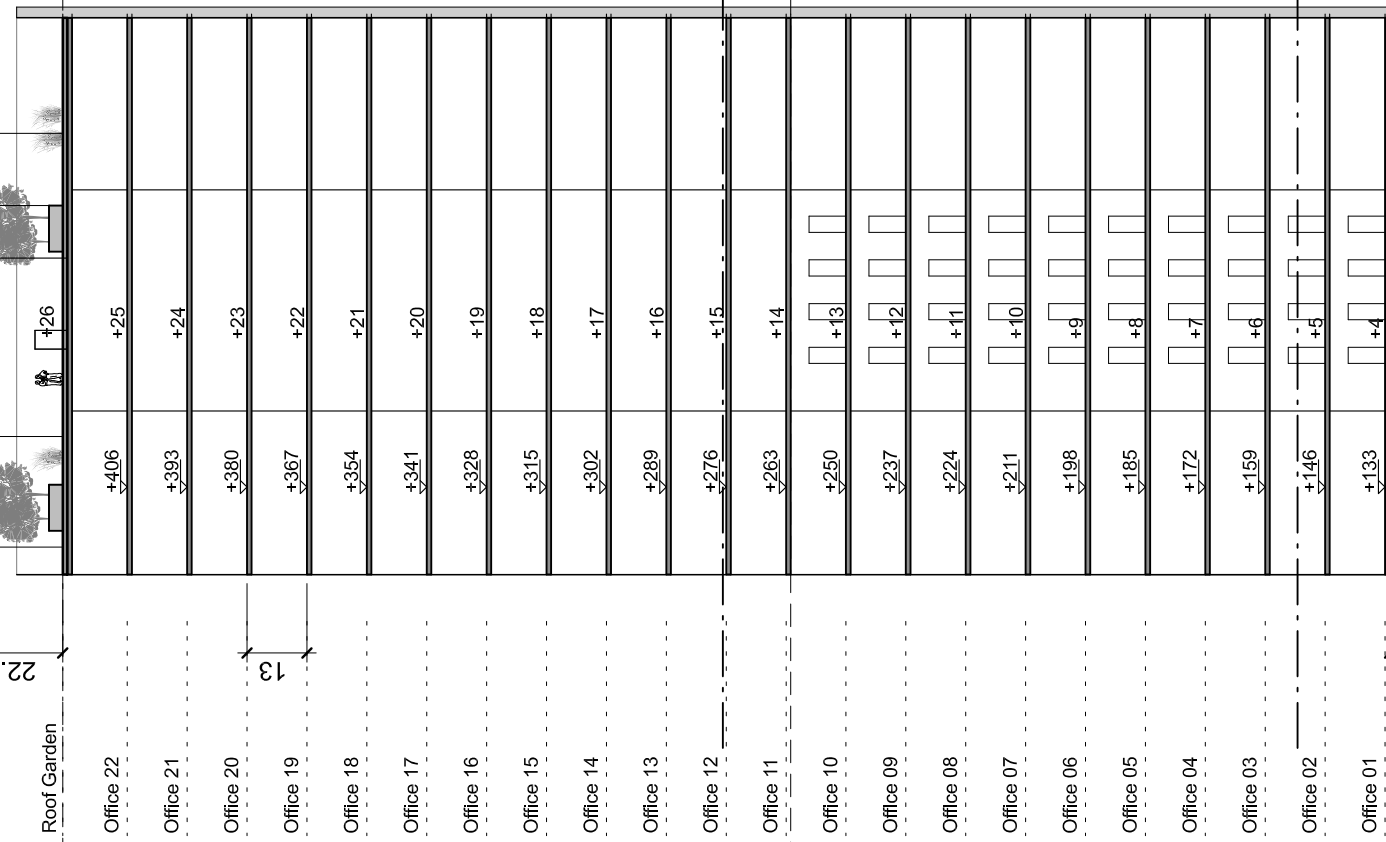 Roof Garden +26
Office 22 +406 +25
Office 21 +393 +24
Office 20 +380 +23
Office 19 +367 +22
Office 18 +354 +21
Office 17 +341 +20
Office 16 +328 +19
Office 15 +315 +18
Office 14 +302 +17
Office 13 +289 +16
Office 12 +276 +15
Office 11 +263 +14
Office 10 +250 +13
Office 09 +237 +12
Office 08 +224 +11
Office 07 +211 +10
Office 06 +198 +9
Office 05 +185 +8
Office 04 +172 +7
Office 03 +159 +6
Office 02 +146 +5
Office 01 +133 +4
22.
13